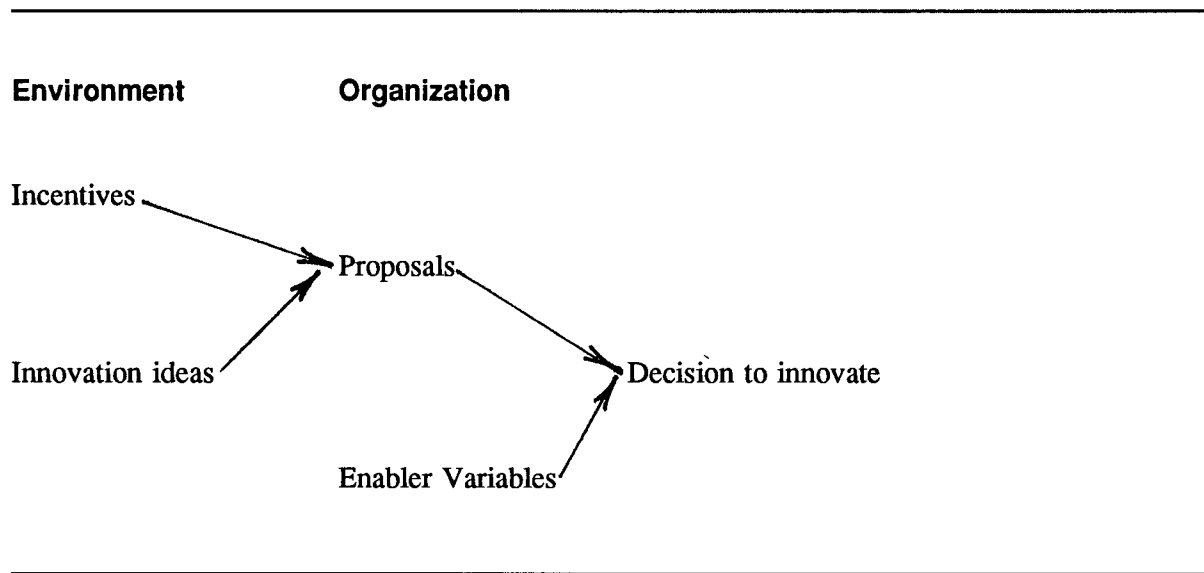 Environment Organization
Incentives
Proposals
Innovation ideas
Decision to innovate
Enabler Variables